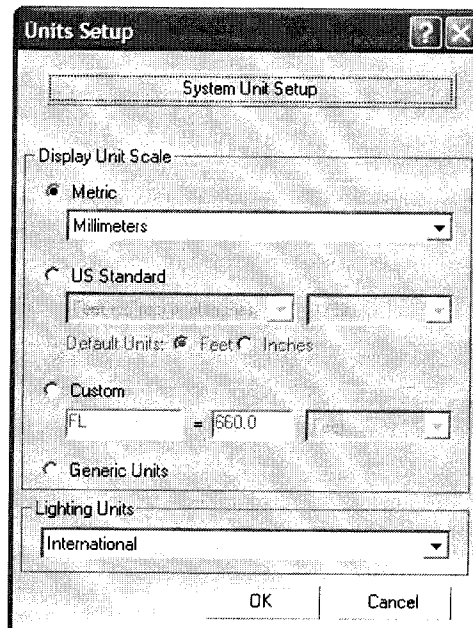 Units Setup
System Unit Setup
Display Unit Scale
Metric
Millimeters
US Standard
Default Units: Feet Inches
Custom
FL = 660.0 Feet
Generic Units
Lighting Units
International
OK Cancel